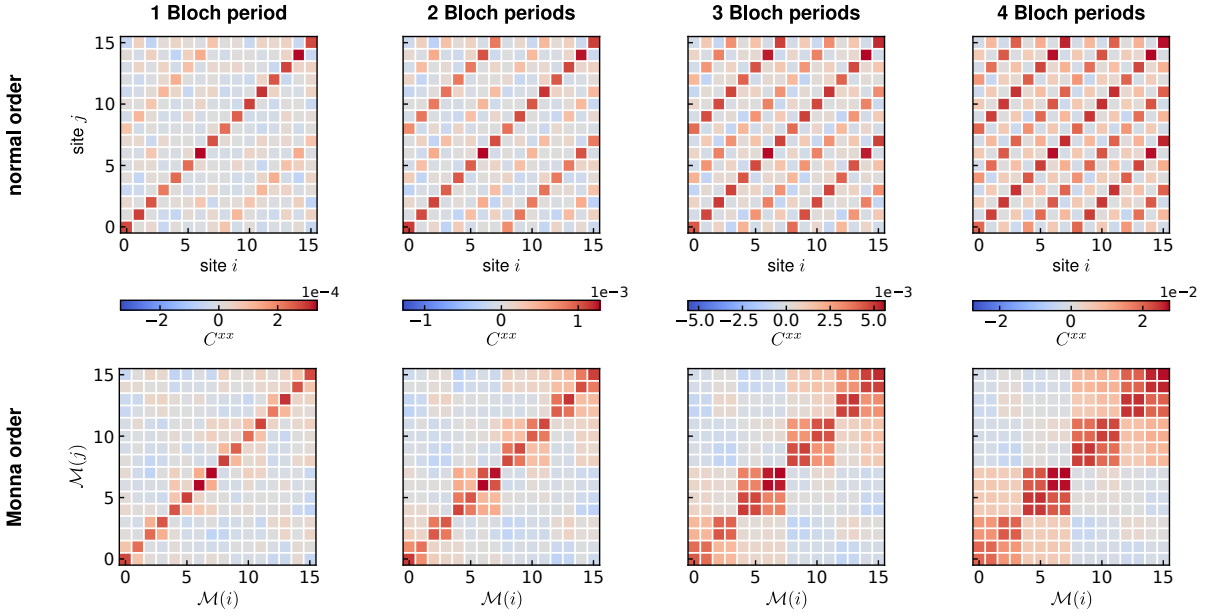 1 Bloch period 2 Bloch periods 3 Bloch periods 4 Bloch periods
normal order
site j
15
10
5
0
0 5 10 15 0 5 10 15 0 5 10 15 0 5 10 15
site i site i site i site i
1e−4 1e−3 1e−3 1e−2
−2 0 2 −1 0 1 −5.0 −2.5 0.0 2.5 5.0 −2 0 2
C^{xx} C^{xx} C^{xx} C^{xx}
Monna order
ℳ(j)
15
10
5
0
0 5 10 15 0 5 10 15 0 5 10 15 0 5 10 15
ℳ(i) ℳ(i) ℳ(i) ℳ(i)